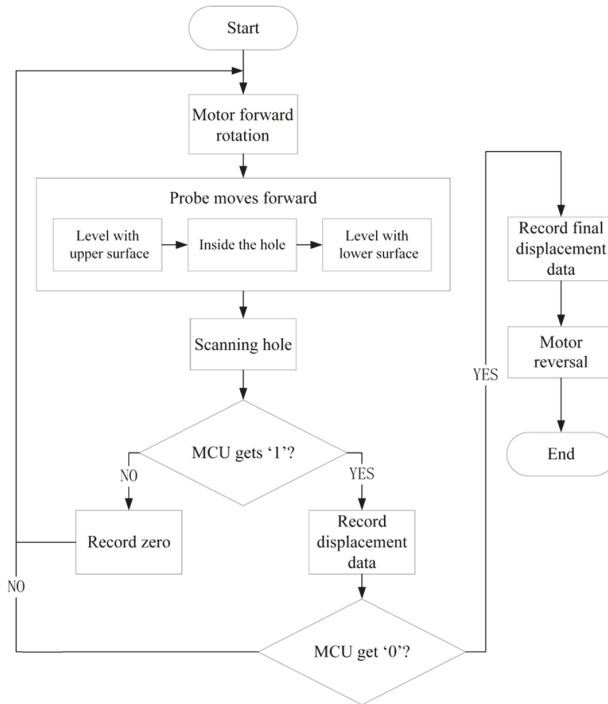 Start
Motor forward
rotation
Probe moves forward
Level with
upper surface
Inside the hole
Level with
lower surface
Scanning hole
MCU gets ‘1’?
NO
YES
Record zero
Record
displacement
data
NO
MCU get ‘0’?
YES
Record final
displacement
data
Motor
reversal
End